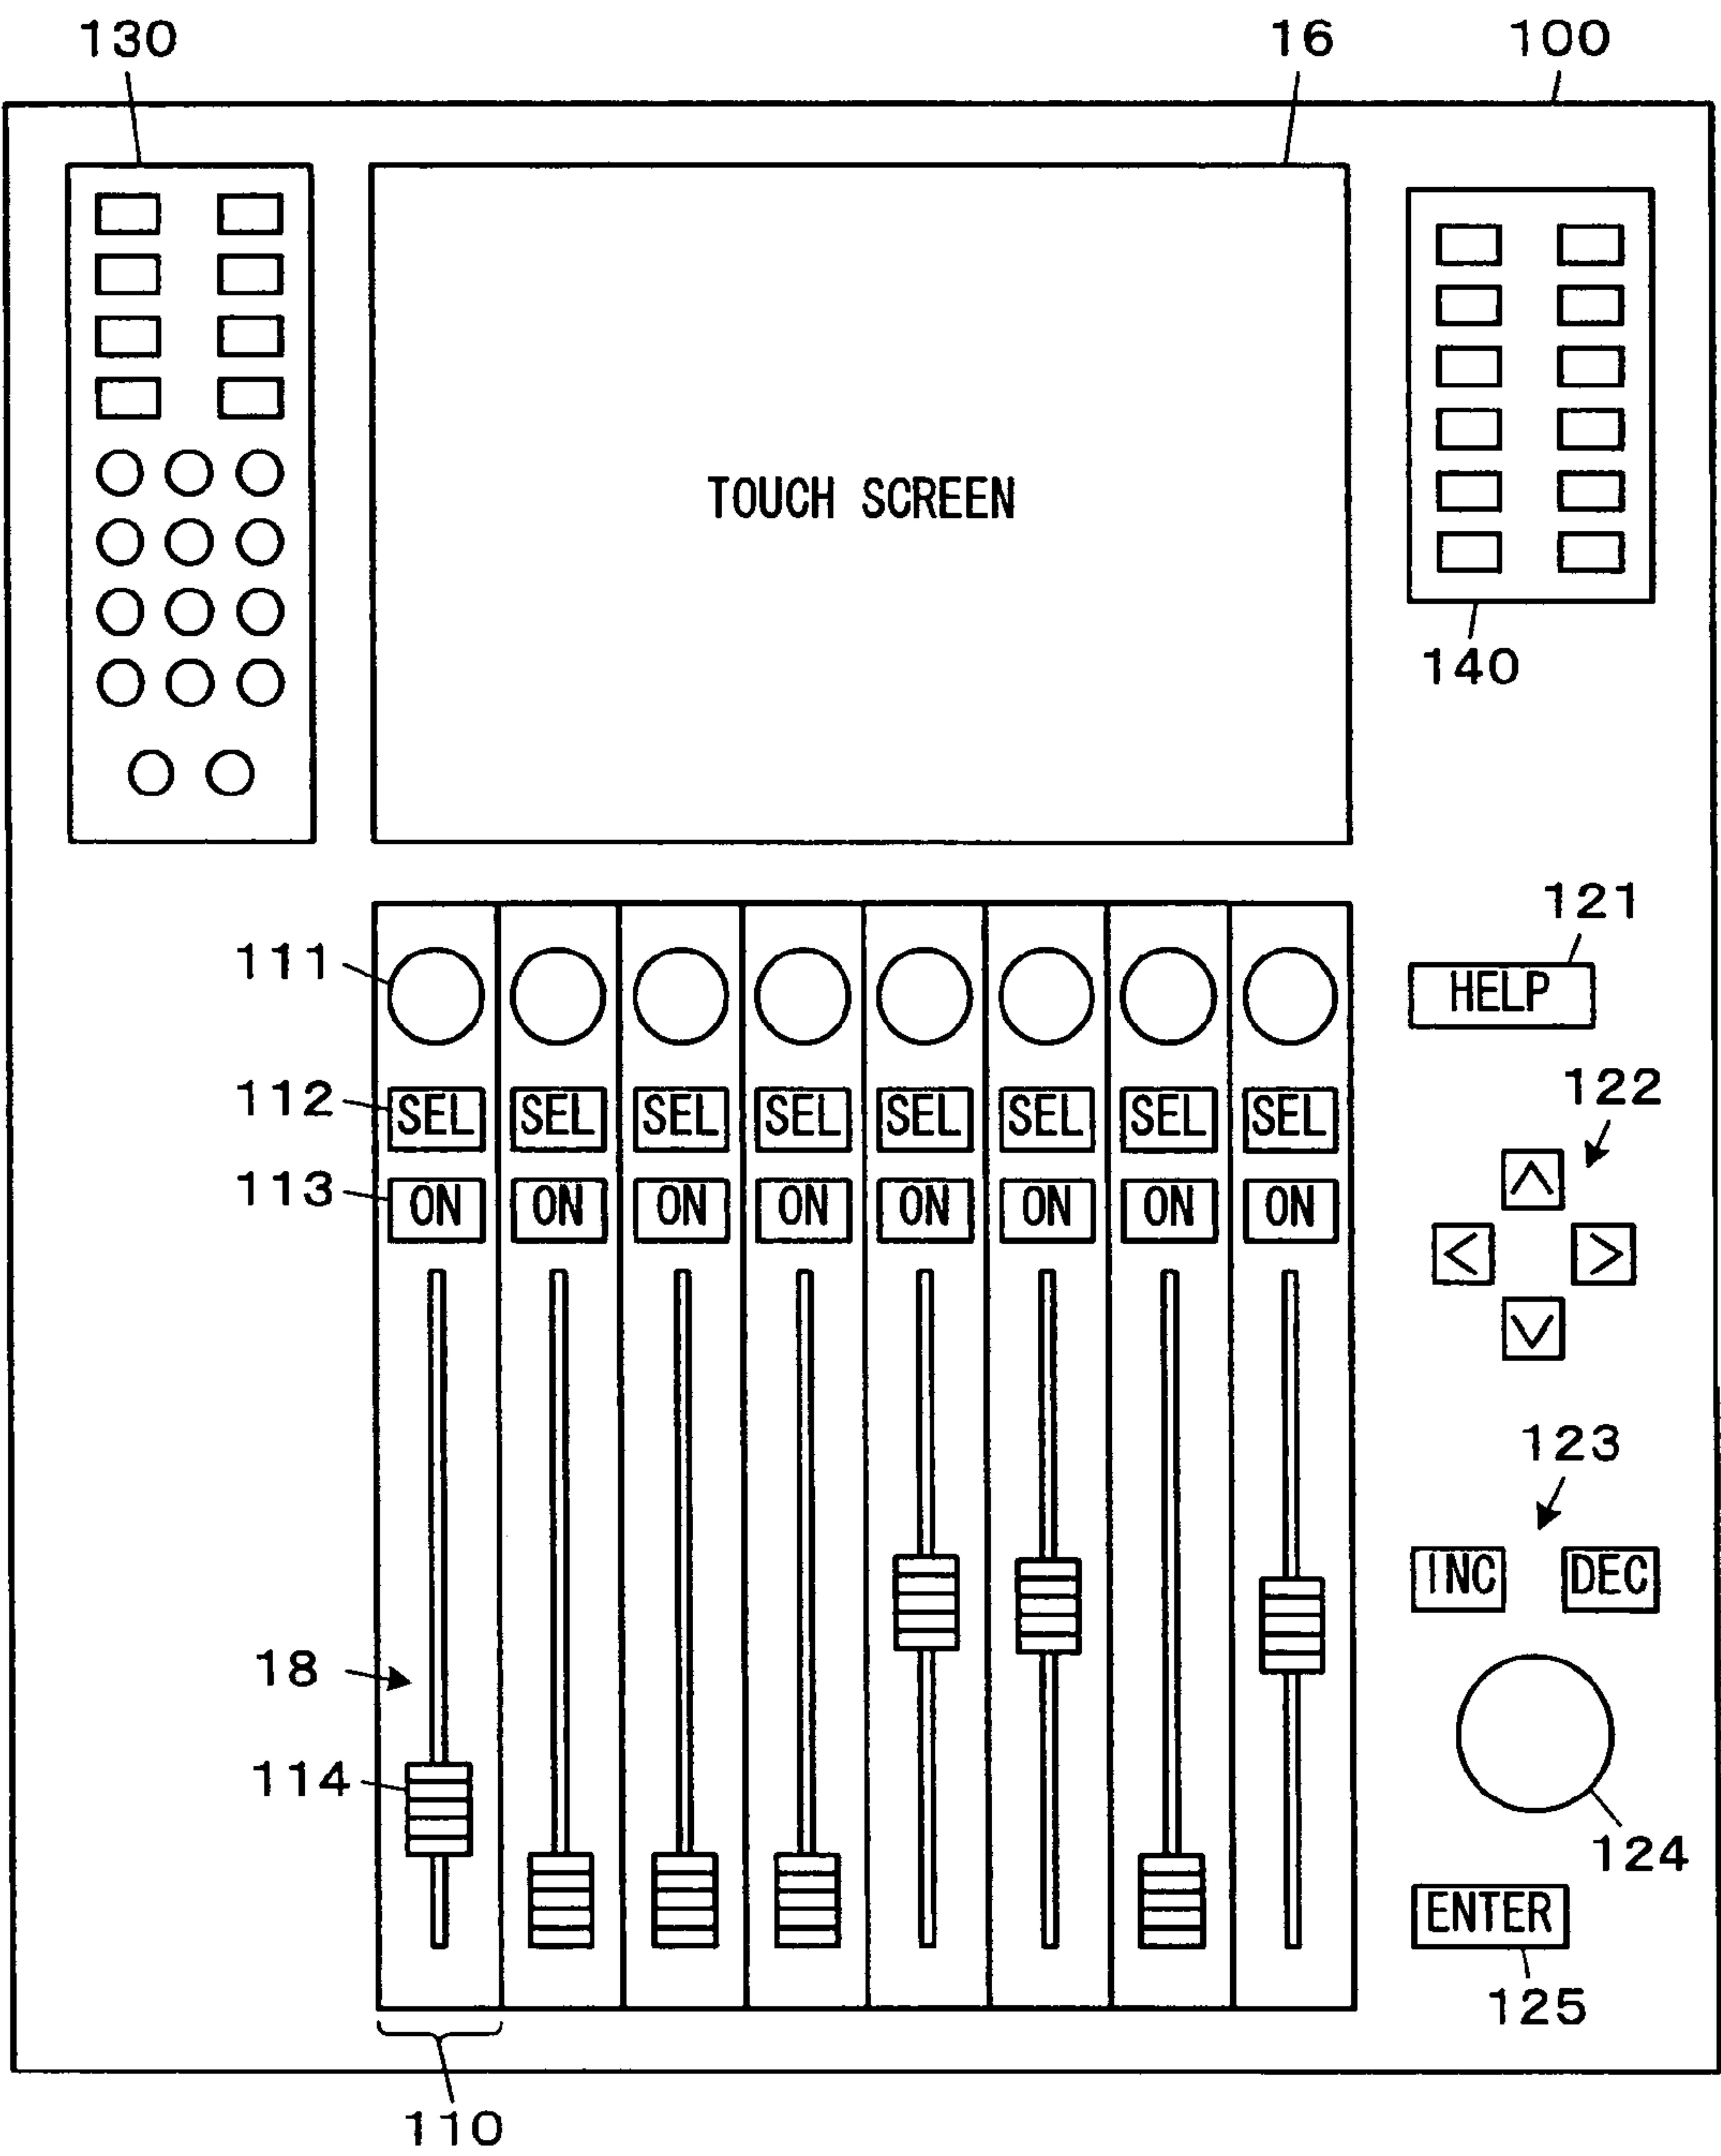 130 16 100
TOUCH SCREEN
140
121
111 HELP
112 SEL SEL SEL SEL SEL SEL SEL SEL 122
113 ON ON ON ON ON ON ON ON
123
INC DEC
18
114
124
ENTER
125
110